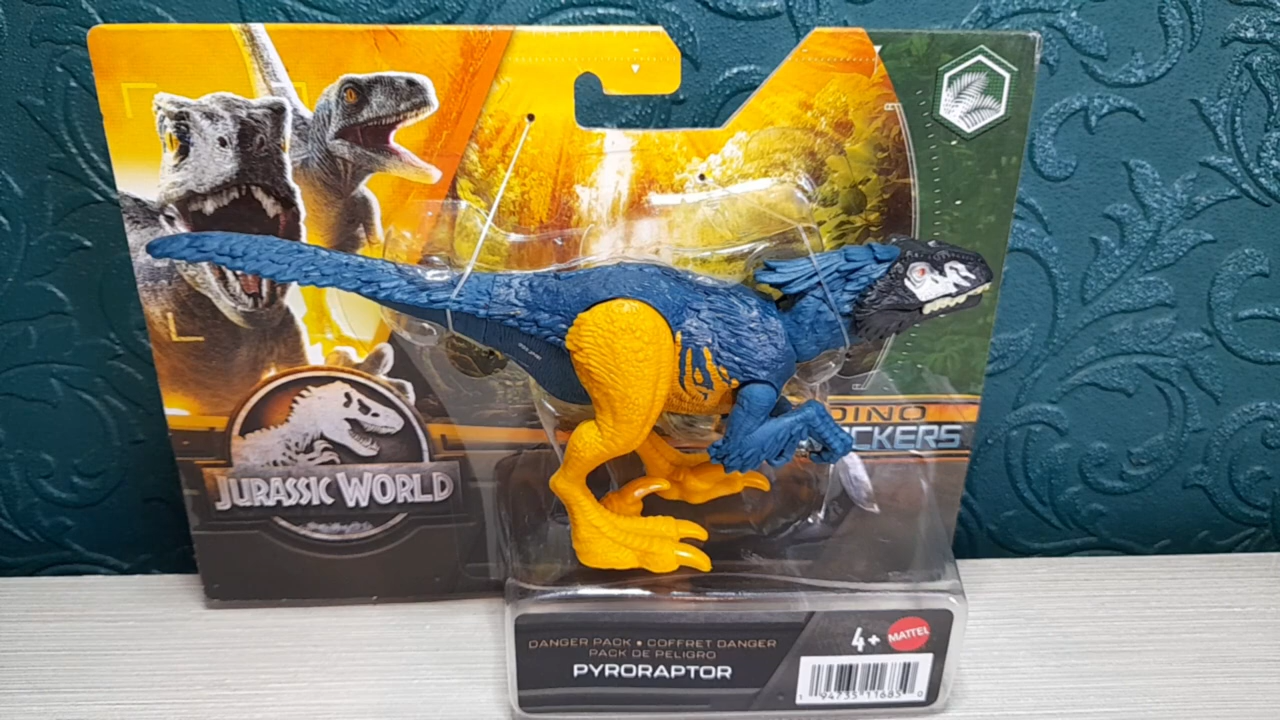 JURASSIC WORLD
DINO
CKERS
DANGER PACK • COFFRET DANGER
PACK DE PELIGRO
PYRORAPTOR
4+
MATTEL